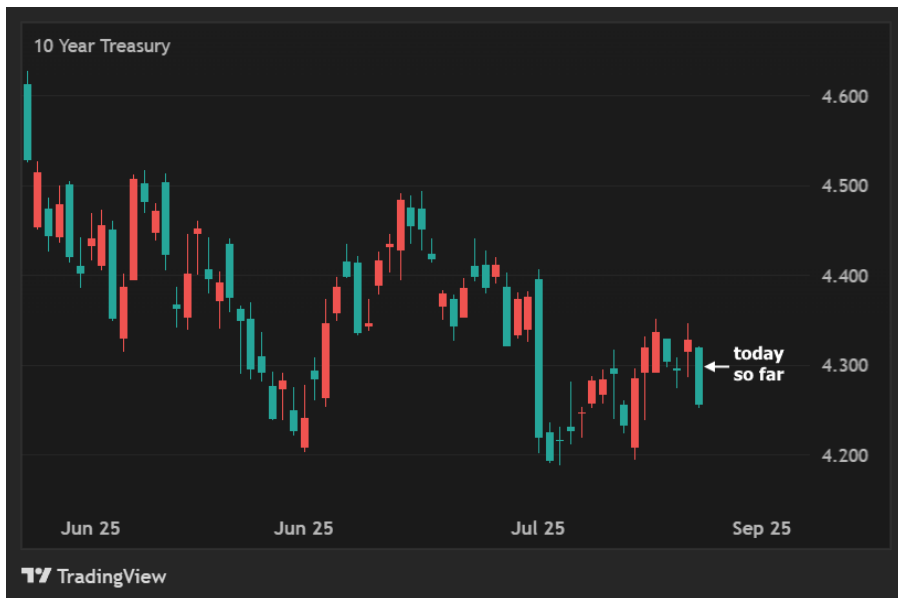 10 Year Treasury
4.600
4.500
4.400
4.300
today
so far
4.200
Jun 25
Jun 25
Jul 25
Sep 25
TradingView